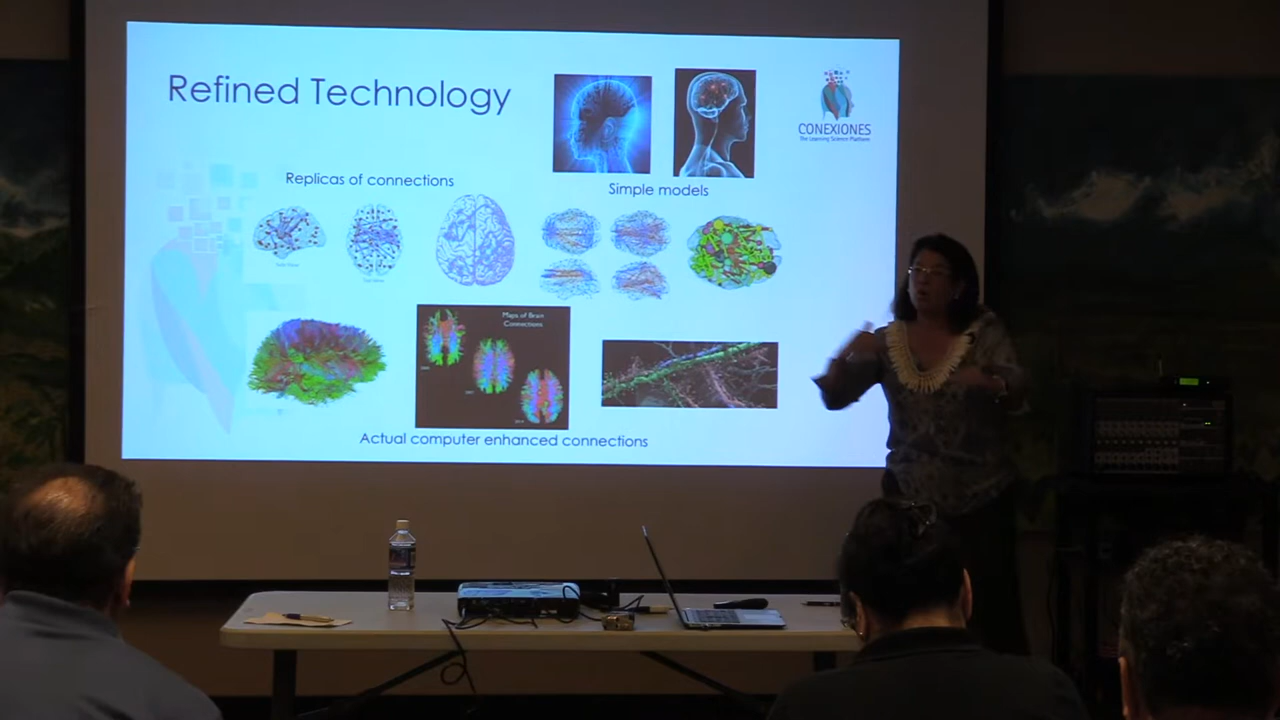 Refined Technology
CONEXIONES
The Learning Science Platform
Replicas of connections
Simple models
Maps of Brain
Connections
Actual computer enhanced connections